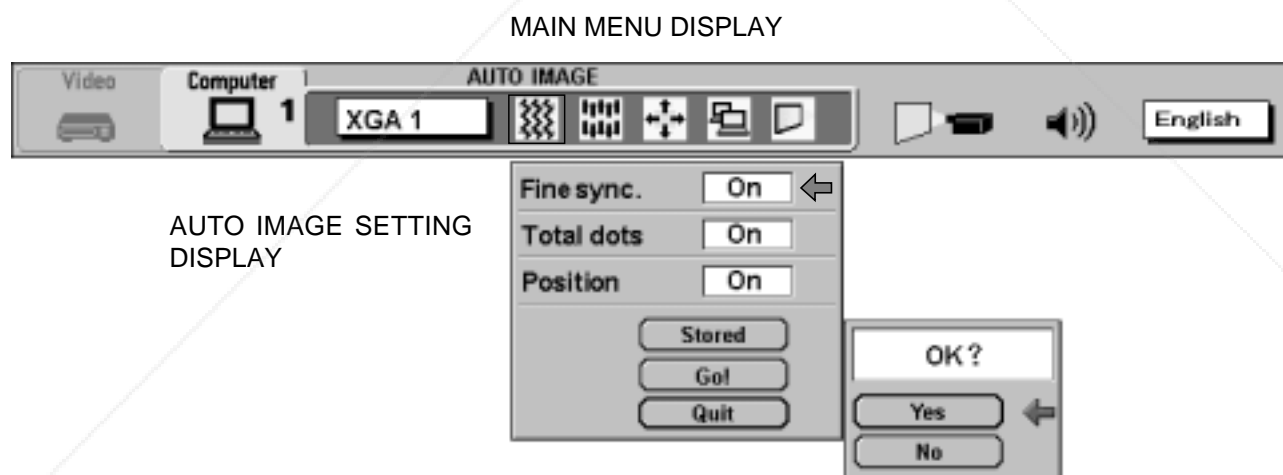 MAIN MENU DISPLAY
Video
Computer
AUTO IMAGE
1
XGA 1
English
AUTO IMAGE SETTING
DISPLAY
Fine sync. On
Total dots On
Position On
Stored
Go!
Quit
OK?
Yes
No